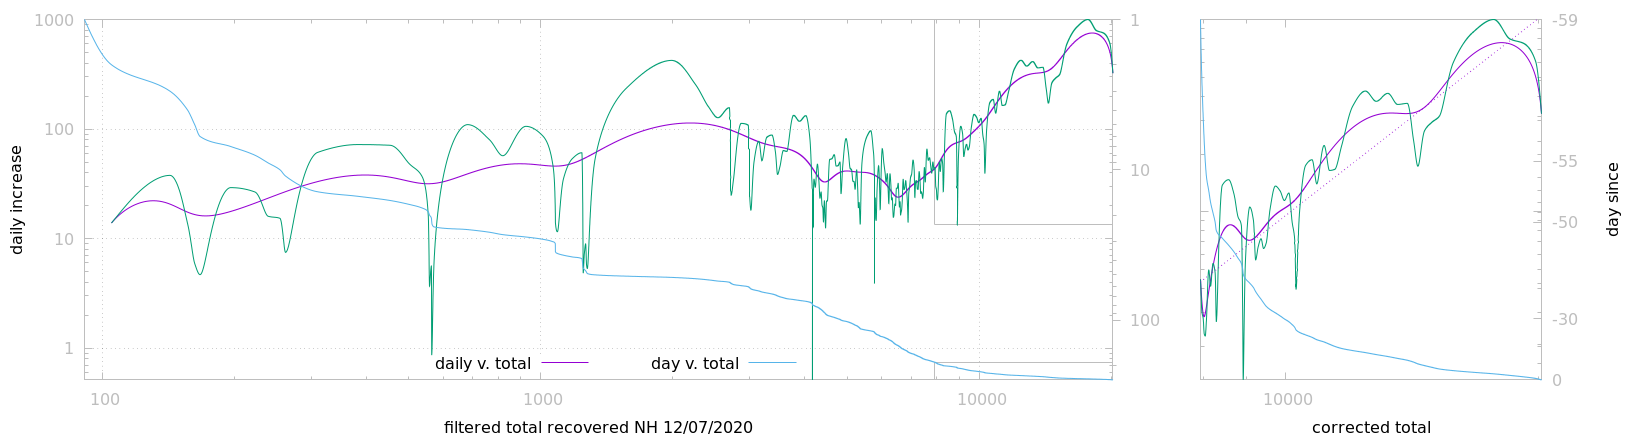 1000
100
10
1
daily increase
100
1000
10000
filtered total recovered NH 12/07/2020
daily v. total
day v. total
1
10
100
10000
corrected total
-59
-55
-50
-30
0
day since